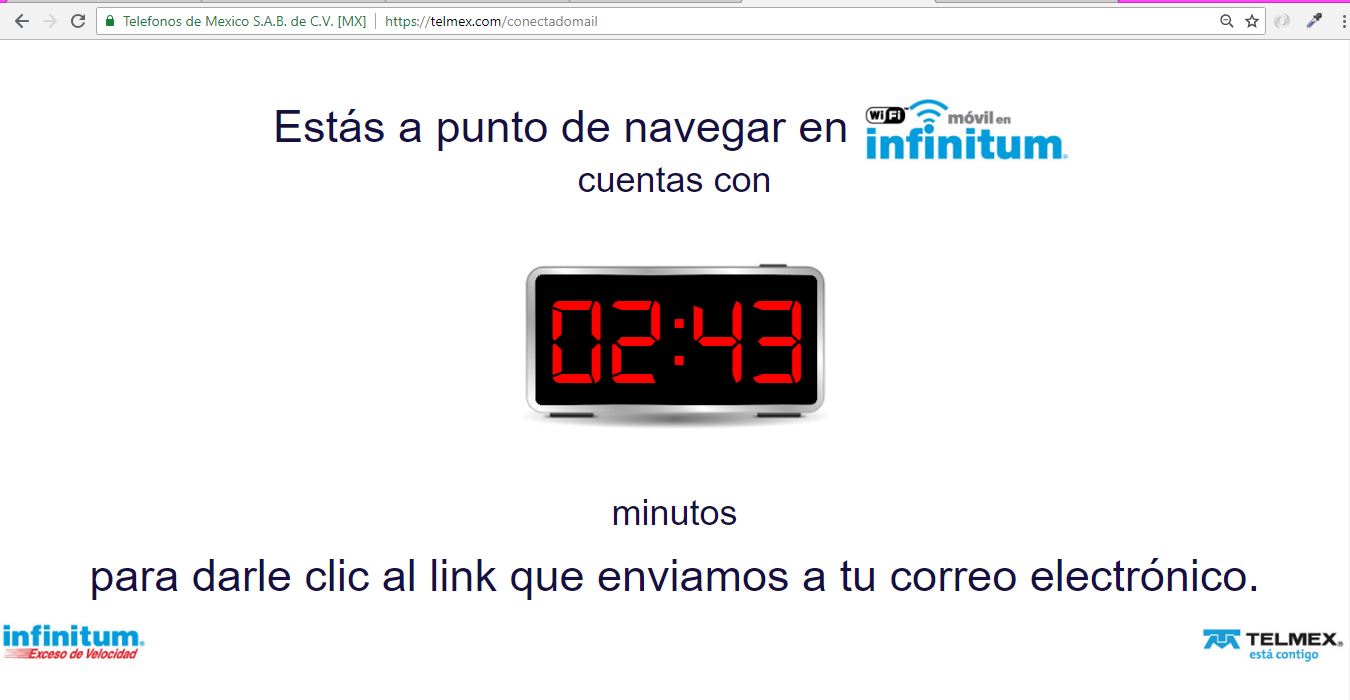 Telefonos de Mexico S.A.B. de C.V. [MX] https://telmex.com/conectadomail
Estás a punto de navegar en WiFi™ móvil en infinitum®
cuentas con
02:43
minutos
para darle clic al link que enviamos a tu correo electrónico.
infinitum®
Exceso de Velocidad
TELMEX®
está contigo